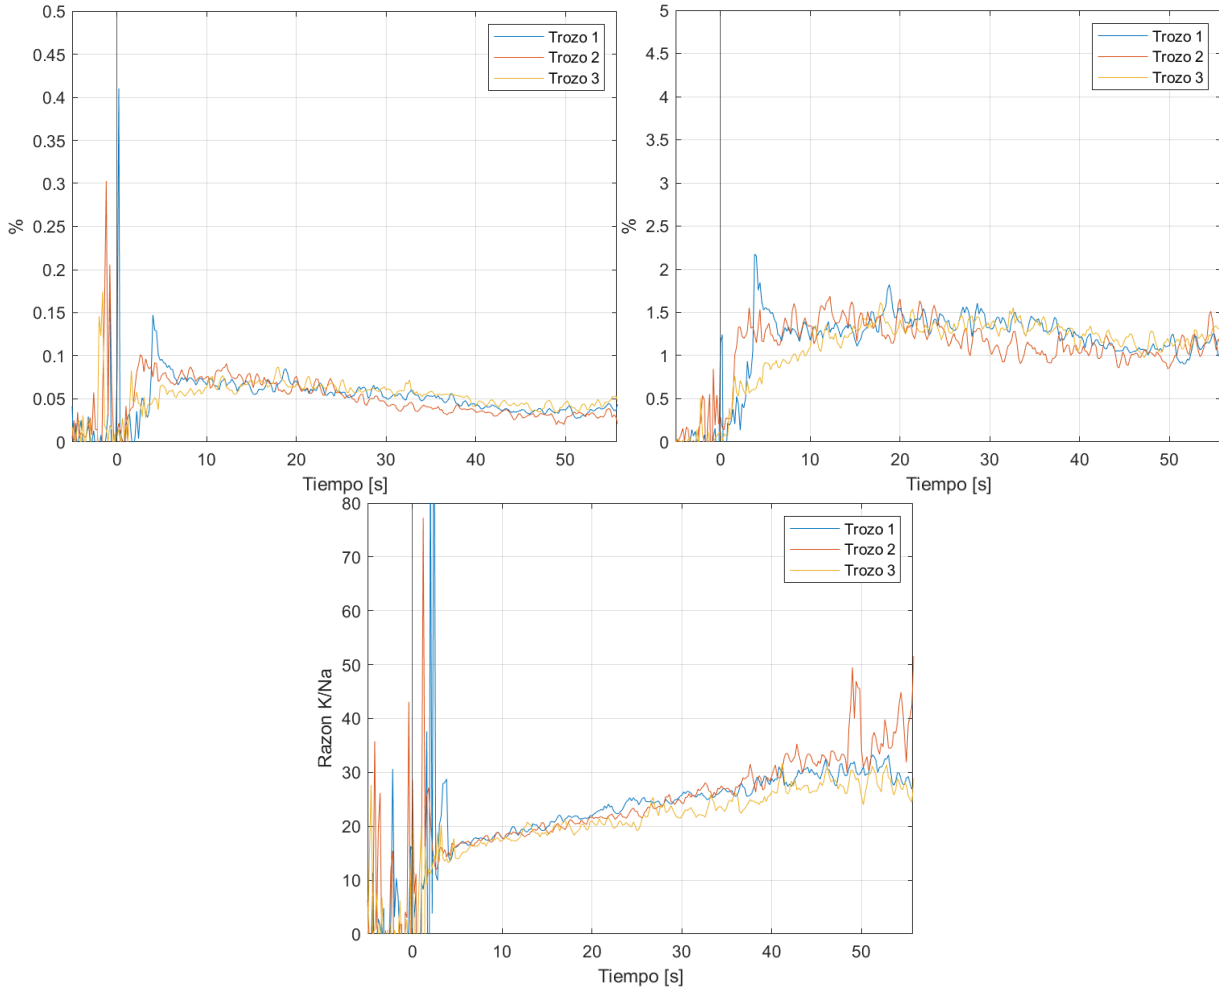 0.5
0.45
0.4
0.35
0.3
0.25
0.2
0.15
0.1
0.05
0
%
0 10 20 30 40 50
Tiempo [s]
Trozo 1
Trozo 2
Trozo 3
5
4.5
4
3.5
3
2.5
2
1.5
1
0.5
0
%
0 10 20 30 40 50
Tiempo [s]
Trozo 1
Trozo 2
Trozo 3
80
70
60
50
40
30
20
10
0
Razon K/Na
0 10 20 30 40 50
Tiempo [s]
Trozo 1
Trozo 2
Trozo 3